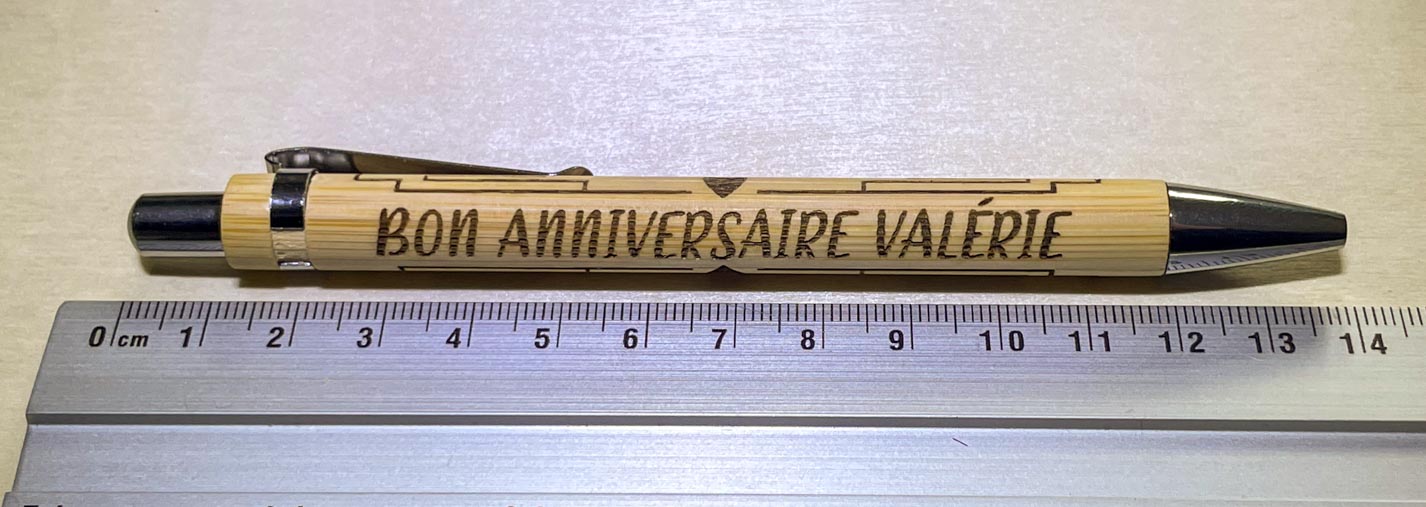 BON ANNIVERSAIRE VALÉRIE
0 cm 1 2 3 4 5 6 7 8 9 10 11 12 13 14